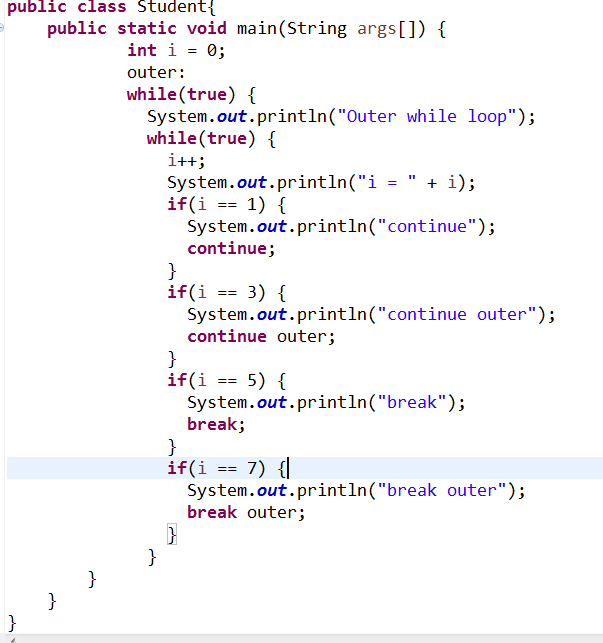 public class Student{
    public static void main(String args[]) {
            int i = 0;
            outer:
            while(true) {
              System.out.println("Outer while loop");
              while(true) {
                i++;
                System.out.println("i = " + i);
                if(i == 1) {
                  System.out.println("continue");
                  continue;
                }
                if(i == 3) {
                  System.out.println("continue outer");
                  continue outer;
                }
                if(i == 5) {
                  System.out.println("break");
                  break;
                }
                if(i == 7) {
                  System.out.println("break outer");
                  break outer;
                }
              }
        }
    }
}